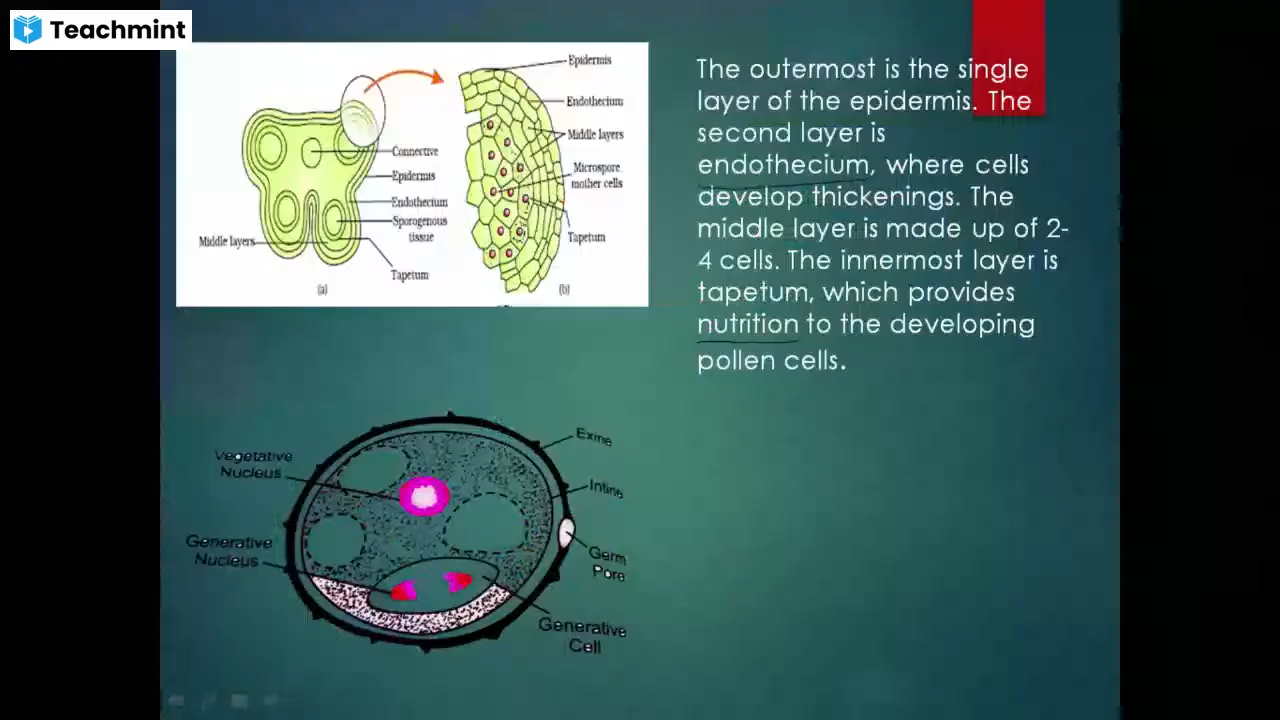 Teachmint
Epidermis
Endothecium
Middle layers
Microspore
mother cells
Tapetum
(b)
Connective
Epidermis
Endothecium
Sporogenous
tissue
Middle layers
Tapetum
(a)
The outermost is the single
layer of the epidermis. The
second layer is
endothecium, where cells
develop thickenings. The
middle layer is made up of 2-
4 cells. The innermost layer is
tapetum, which provides
nutrition to the developing
pollen cells.
Vegetative
Nucleus
Generative
Nucleus
Exine
Intine
Germ
Pore
Generative
Cell